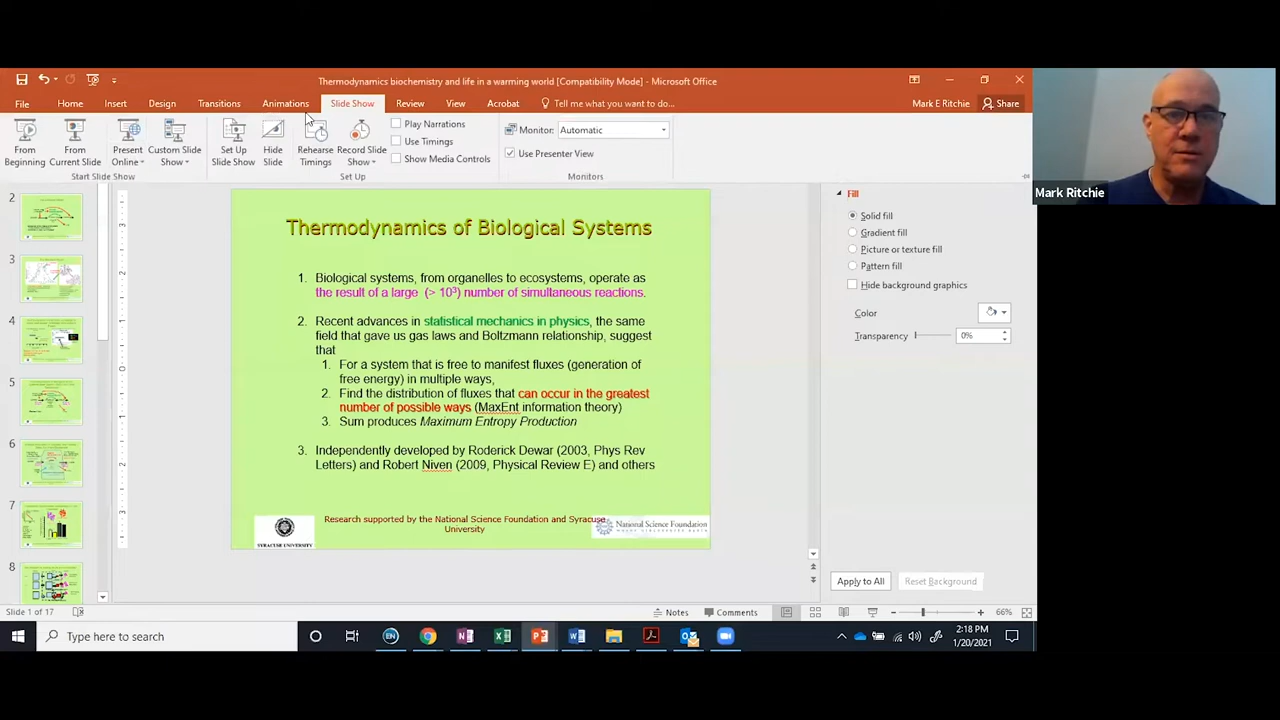 Thermodynamics biochemistry and life in a warming world [Compatibility Mode] - Microsoft Office
File Home Insert Design Transitions Animations Slide Show Review View Acrobat Tell me what you want to do... Mark E Ritchie Share
From Beginning
From Current Slide
Present Online
Custom Slide Show
Set Up Slide Show
Hide Slide
Rehearse Timings
Record Slide Show
Play Narrations
Use Timings
Show Media Controls
Monitor: Automatic
Use Presenter View
Start Slide Show Set Up Monitors
Mark Ritchie
2
3
4
5
6
7
8
Thermodynamics of Biological Systems
1. Biological systems, from organelles to ecosystems, operate as
the result of a large (> 10³) number of simultaneous reactions.
2. Recent advances in statistical mechanics in physics, the same
field that gave us gas laws and Boltzmann relationship, suggest
that
1. For a system that is free to manifest fluxes (generation of
free energy) in multiple ways,
2. Find the distribution of fluxes that can occur in the greatest
number of possible ways (MaxEnt information theory)
3. Sum produces Maximum Entropy Production
3. Independently developed by Roderick Dewar (2003, Phys Rev
Letters) and Robert Niven (2009, Physical Review E) and others
Research supported by the National Science Foundation and Syracuse
University
SYRACUSE UNIVERSITY
National Science Foundation
Fill
Solid fill
Gradient fill
Picture or texture fill
Pattern fill
Hide background graphics
Color
Transparency 0%
Apply to All Reset Background
Slide 1 of 17 Notes Comments 66%
Type here to search
2:18 PM
1/20/2021